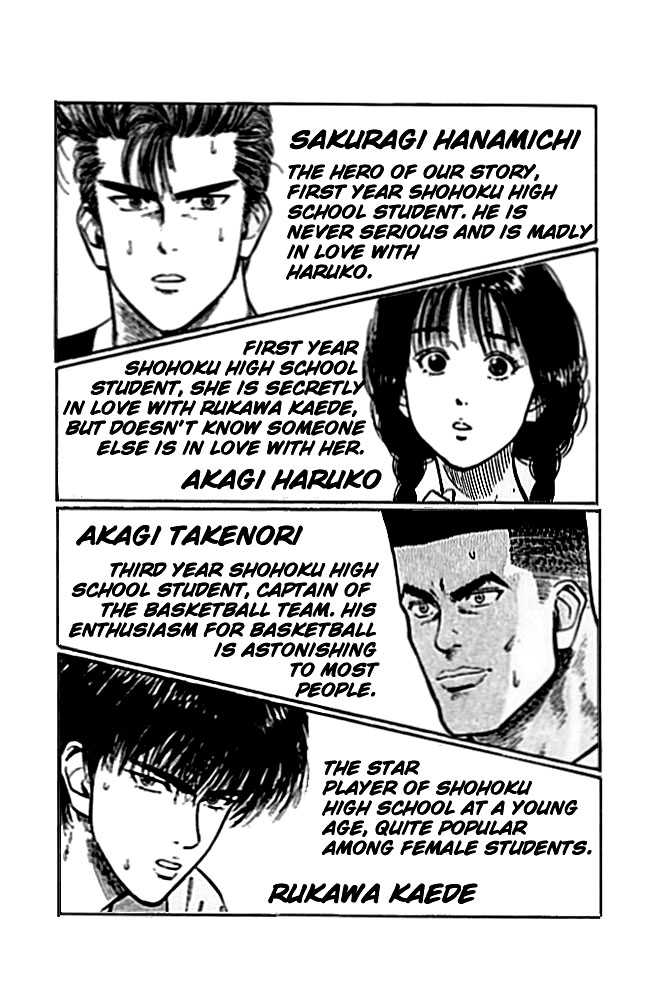 SAKURAGI HANAMICHI
THE HERO OF OUR STORY,
FIRST YEAR SHOHOKU HIGH
SCHOOL STUDENT. HE IS
NEVER SERIOUS AND IS MADLY
IN LOVE WITH
HARUKO.
FIRST YEAR
SHOHOKU HIGH SCHOOL
STUDENT, SHE IS SECRETLY
IN LOVE WITH RUKAWA KAEDE,
BUT DOESN'T KNOW SOMEONE
ELSE IS IN LOVE WITH HER.
AKAGI HARUKO
AKAGI TAKENORI
THIRD YEAR SHOHOKU HIGH
SCHOOL STUDENT, CAPTAIN OF
THE BASKETBALL TEAM. HIS
ENTHUSIASM FOR BASKETBALL
IS ASTONISHING
TO MOST
PEOPLE.
THE STAR
PLAYER OF SHOHOKU
HIGH SCHOOL AT A YOUNG
AGE, QUITE POPULAR
AMONG FEMALE STUDENTS.
RUKAWA KAEDE